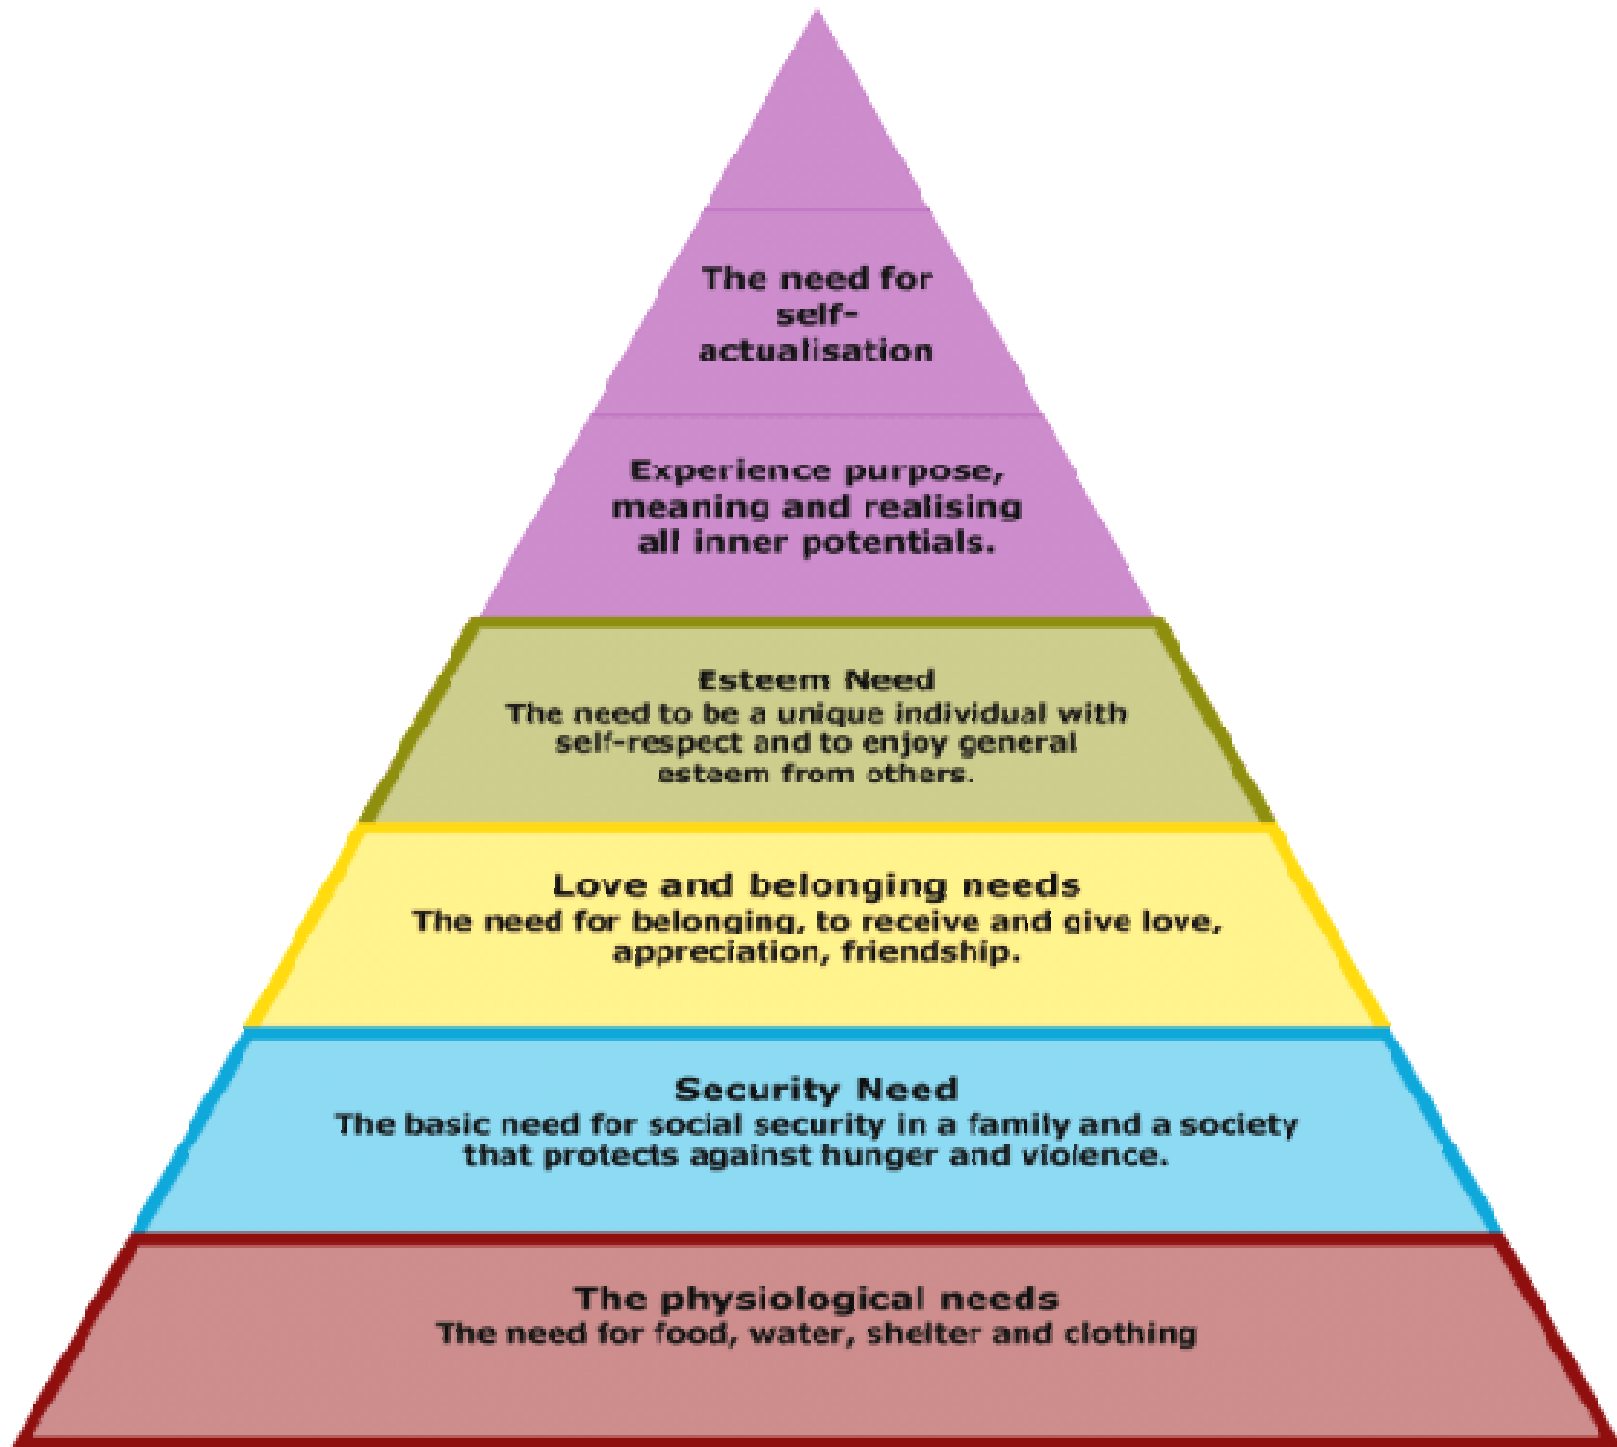 The need for
self-
actualisation
Experience purpose,
meaning and realising
all inner potentials.
Esteem Need
The need to be a unique individual with
self-respect and to enjoy general
esteem from others.
Love and belonging needs
The need for belonging, to receive and give love,
appreciation, friendship.
Security Need
The basic need for social security in a family and a society
that protects against hunger and violence.
The physiological needs
The need for food, water, shelter and clothing